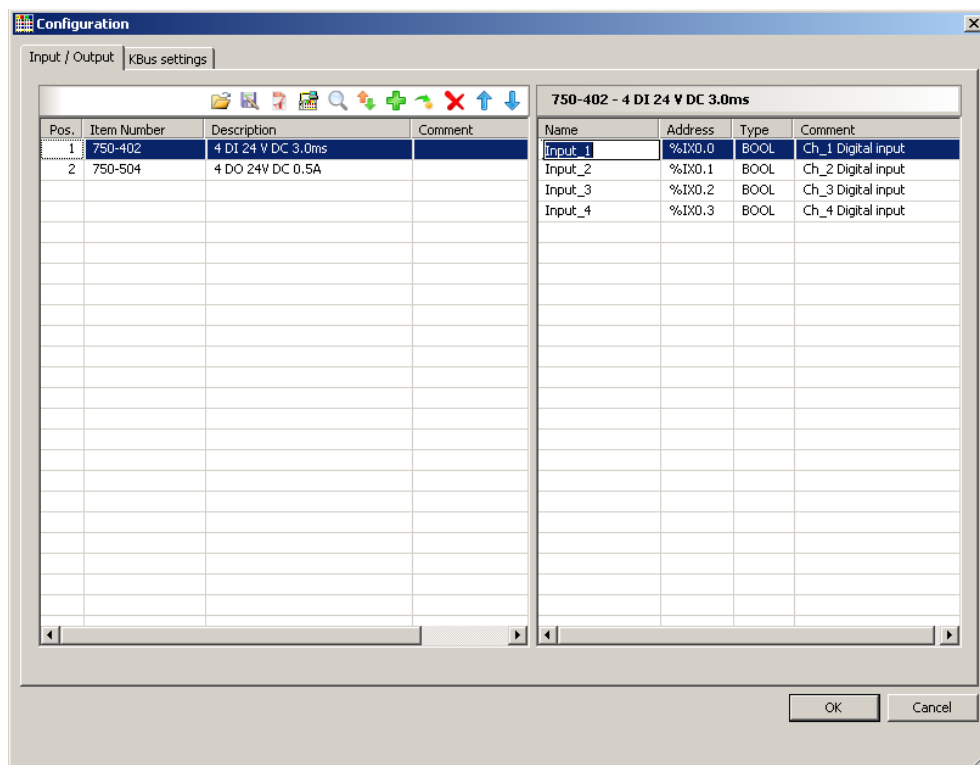 Configuration
Input / Output KBus settings
750-402 - 4 DI 24 V DC 3.0ms
Pos. Item Number Description Comment
1 750-402 4 DI 24 V DC 3.0ms
2 750-504 4 DO 24V DC 0.5A
Name Address Type Comment
Input_1 %IX0.0 BOOL Ch_1 Digital input
Input_2 %IX0.1 BOOL Ch_2 Digital input
Input_3 %IX0.2 BOOL Ch_3 Digital input
Input_4 %IX0.3 BOOL Ch_4 Digital input
OK Cancel